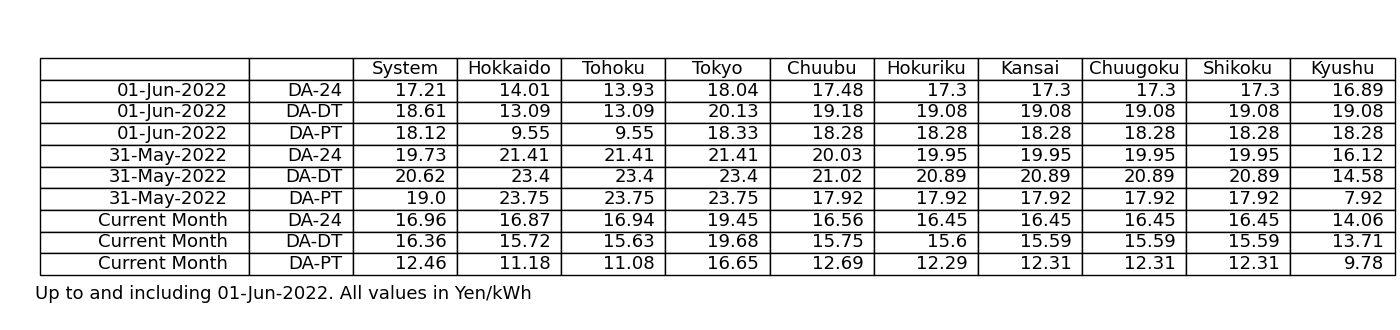 System Hokkaido Tohoku Tokyo Chuubu Hokuriku Kansai Chuugoku Shikoku Kyushu
01-Jun-2022 DA-24 17.21 14.01 13.93 18.04 17.48 17.3 17.3 17.3 17.3 16.89
01-Jun-2022 DA-DT 18.61 13.09 13.09 20.13 19.18 19.08 19.08 19.08 19.08 19.08
01-Jun-2022 DA-PT 18.12 9.55 9.55 18.33 18.28 18.28 18.28 18.28 18.28 18.28
31-May-2022 DA-24 19.73 21.41 21.41 21.41 20.03 19.95 19.95 19.95 19.95 16.12
31-May-2022 DA-DT 20.62 23.4 23.4 23.4 21.02 20.89 20.89 20.89 20.89 14.58
31-May-2022 DA-PT 19.0 23.75 23.75 23.75 17.92 17.92 17.92 17.92 17.92 7.92
Current Month DA-24 16.96 16.87 16.94 19.45 16.56 16.45 16.45 16.45 16.45 14.06
Current Month DA-DT 16.36 15.72 15.63 19.68 15.75 15.6 15.59 15.59 15.59 13.71
Current Month DA-PT 12.46 11.18 11.08 16.65 12.69 12.29 12.31 12.31 12.31 9.78
Up to and including 01-Jun-2022. All values in Yen/kWh